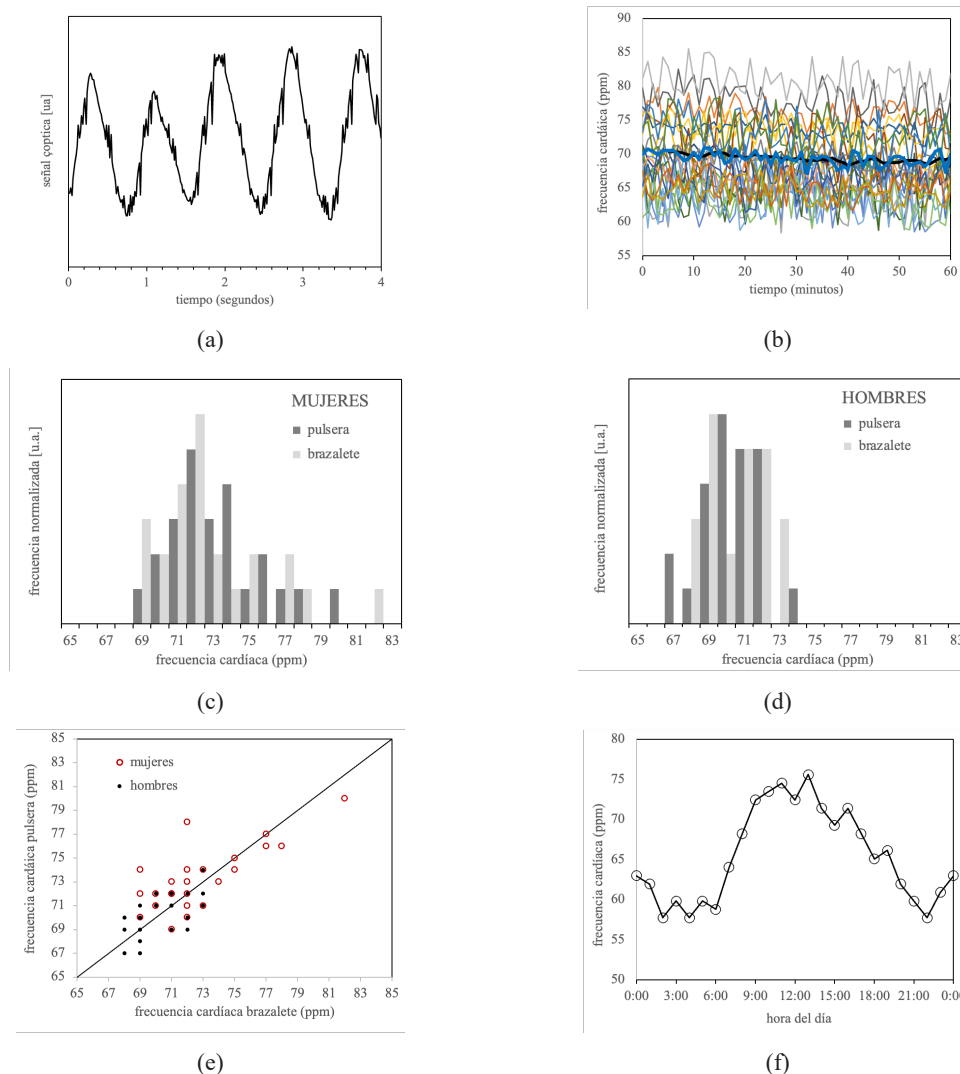 señal çoptica [ua]
0
1
2
3
4
tiempo (segundos)
(a)
frecuencia cardáica (ppm)
90
85
80
75
70
65
60
55
0
10
20
30
40
50
60
tiempo (minutos)
(b)
MUJERES
pulsera
brazalete
frecuencia normalizada [u.a.]
65 67 69 71 73 75 77 79 81 83
frecuencia cardíaca (ppm)
(c)
HOMBRES
pulsera
brazalete
frecuencia normalizada [u.a.]
65 67 69 71 73 75 77 79 81 83
frecuencia cardíaca (ppm)
(d)
frecuencia cardáica pulsera (ppm)
85
83
81
79
77
75
73
71
69
67
65
mujeres
hombres
65 67 69 71 73 75 77 79 81 83 85
frecuencia cardíaca brazalete (ppm)
(e)
frecuencia cardíaca (ppm)
80
75
70
65
60
55
50
0:00 3:00 6:00 9:00 12:00 15:00 18:00 21:00 0:00
hora del día
(f)